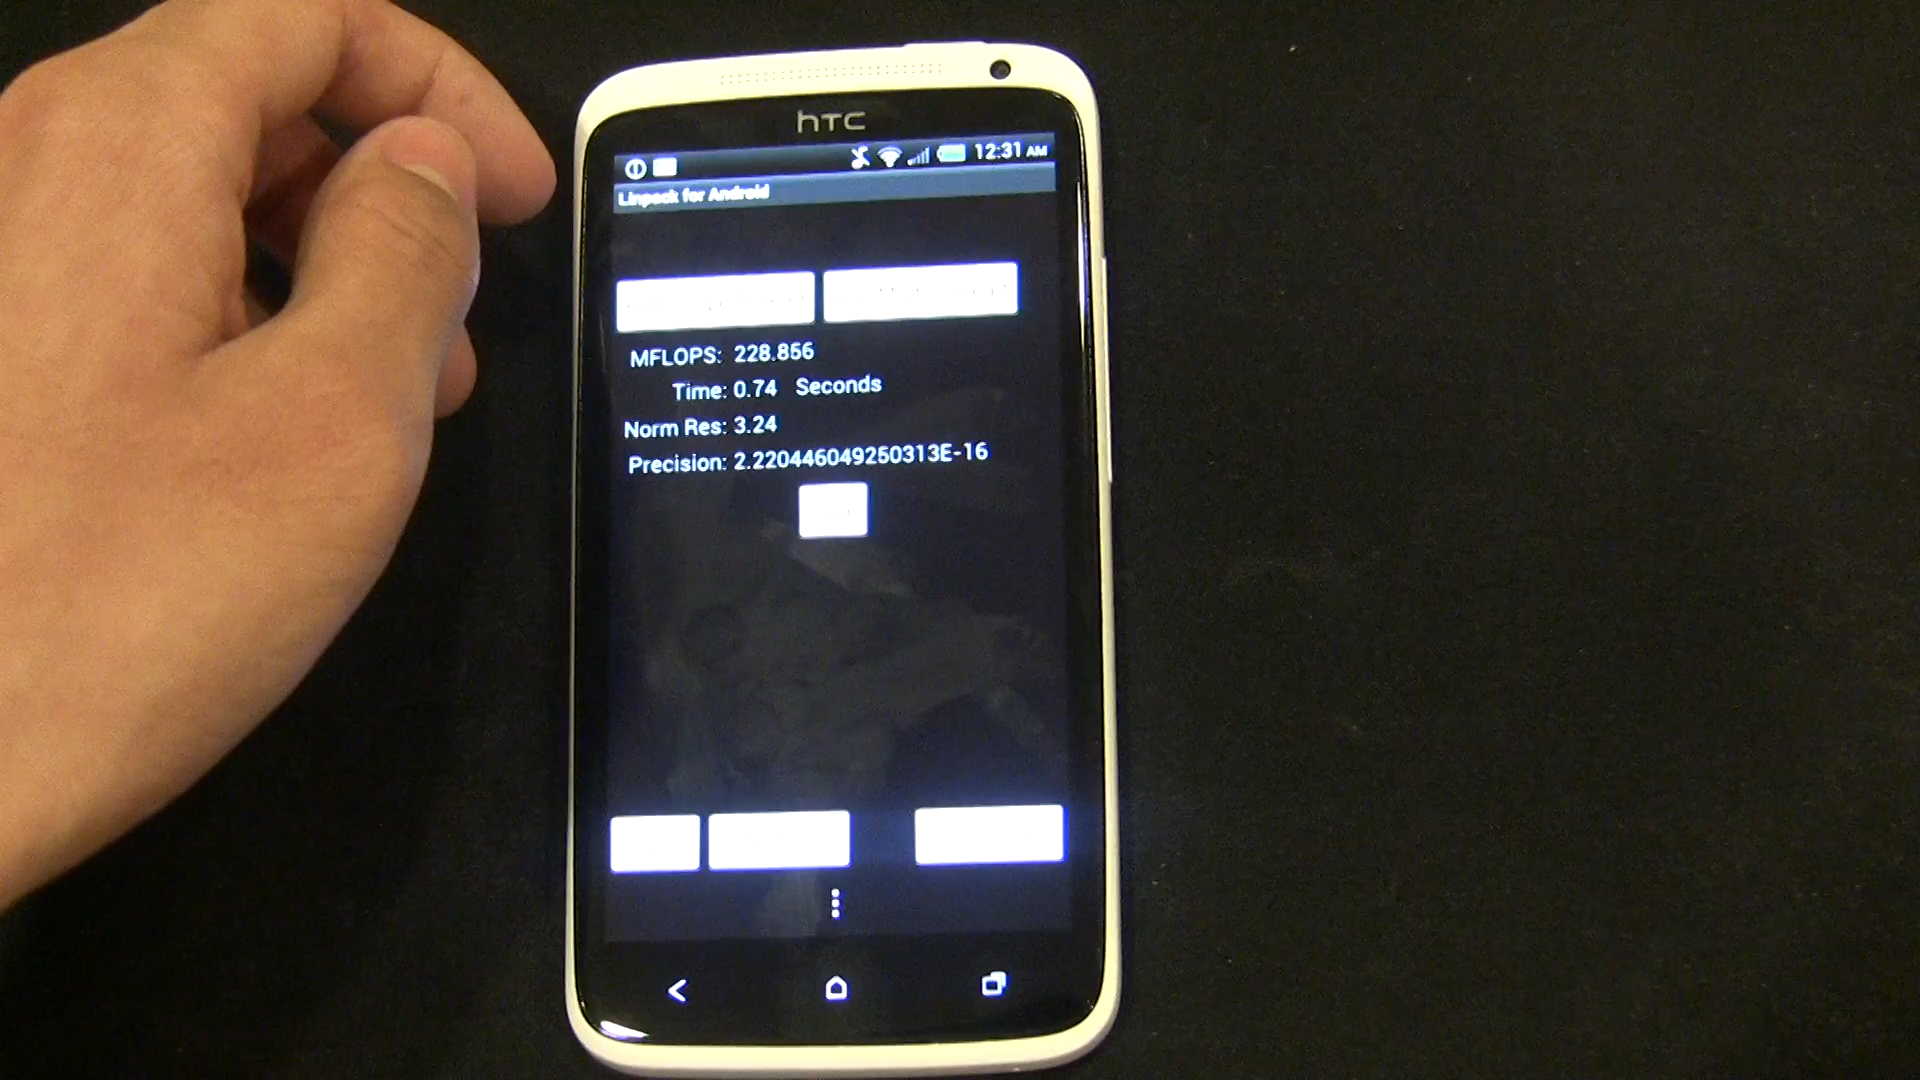 hTC
12:31 AM
Linpack for Android
MFLOPS: 228.856
Time: 0.74 Seconds
Norm Res: 3.24
Precision: 2.220446049250313E-16